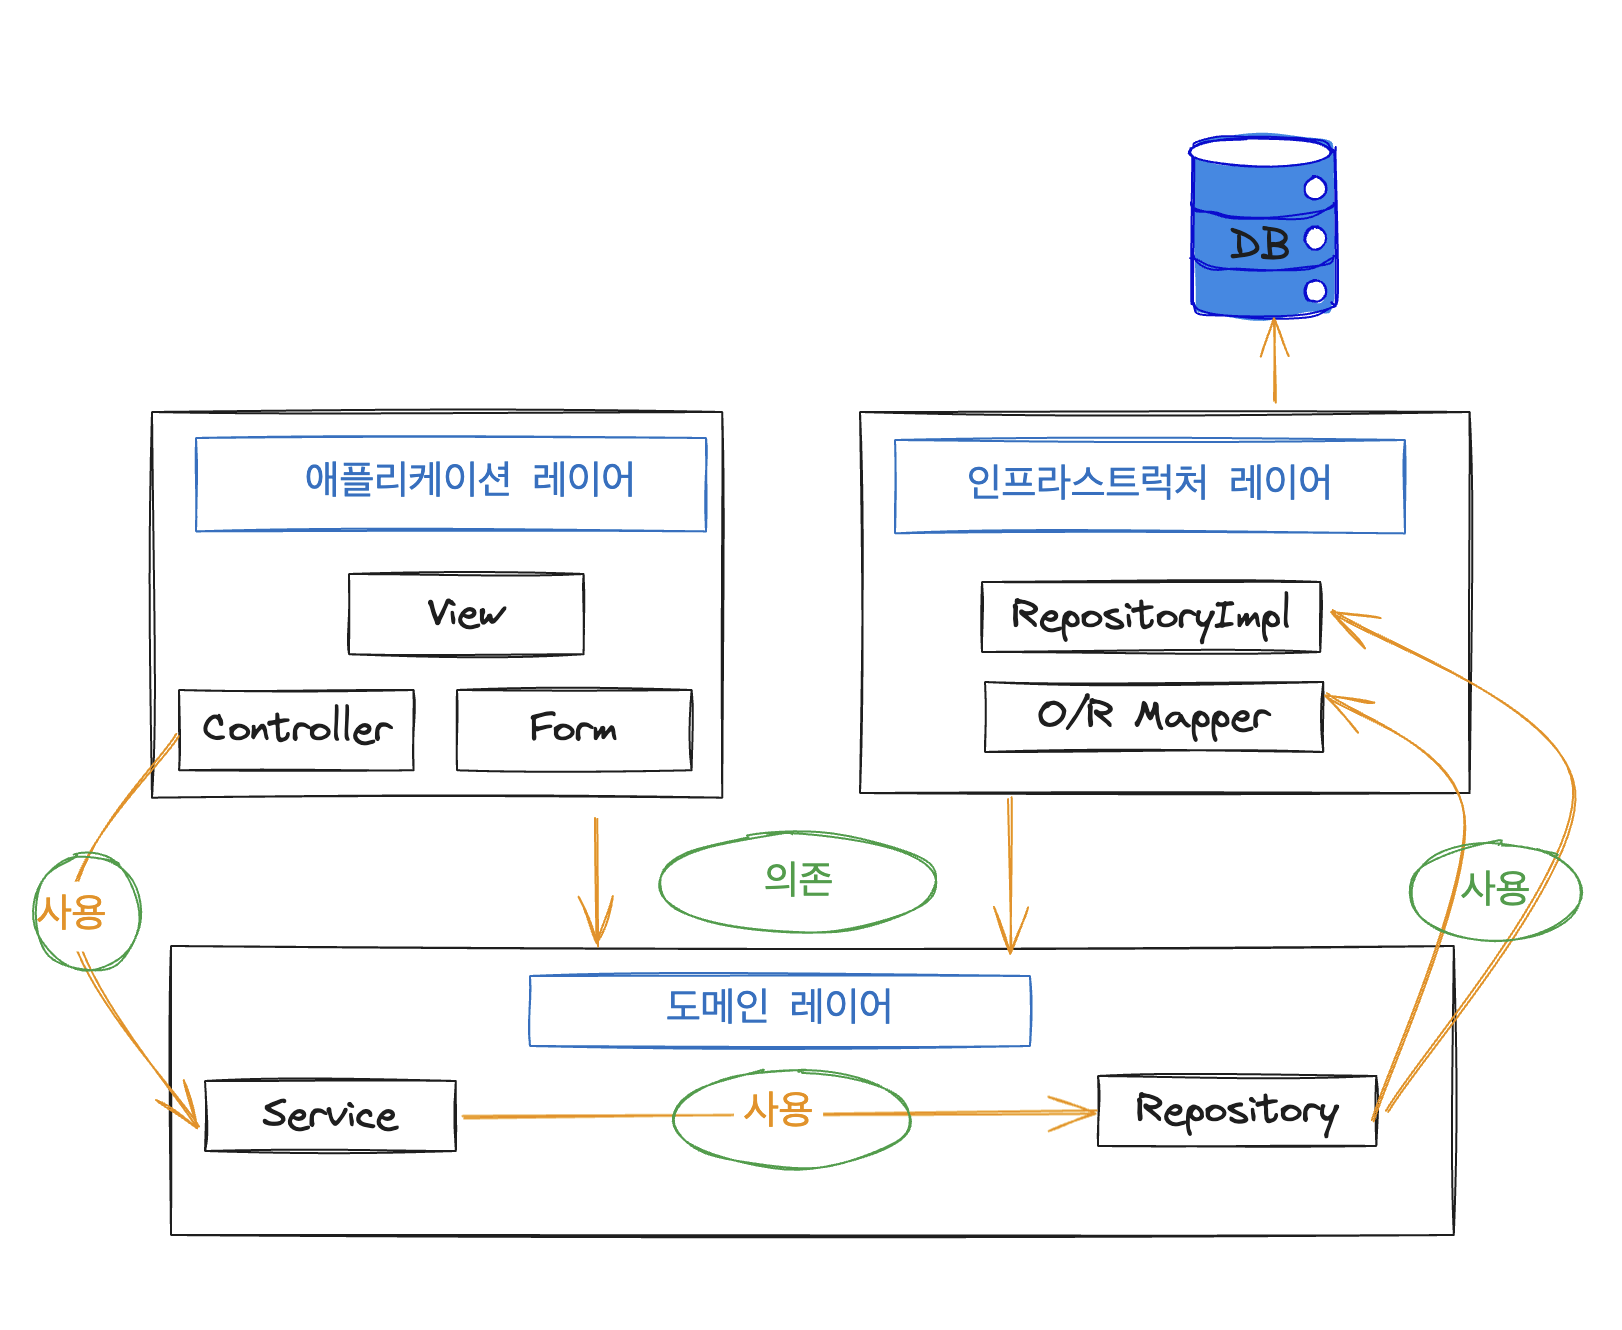 DB
애플리케이션 레이어
인프라스트럭처 레이어
View
RepositoryImpl
Controller
Form
O/R Mapper
의존
사용
사용
도메인 레이어
Service
사용
Repository